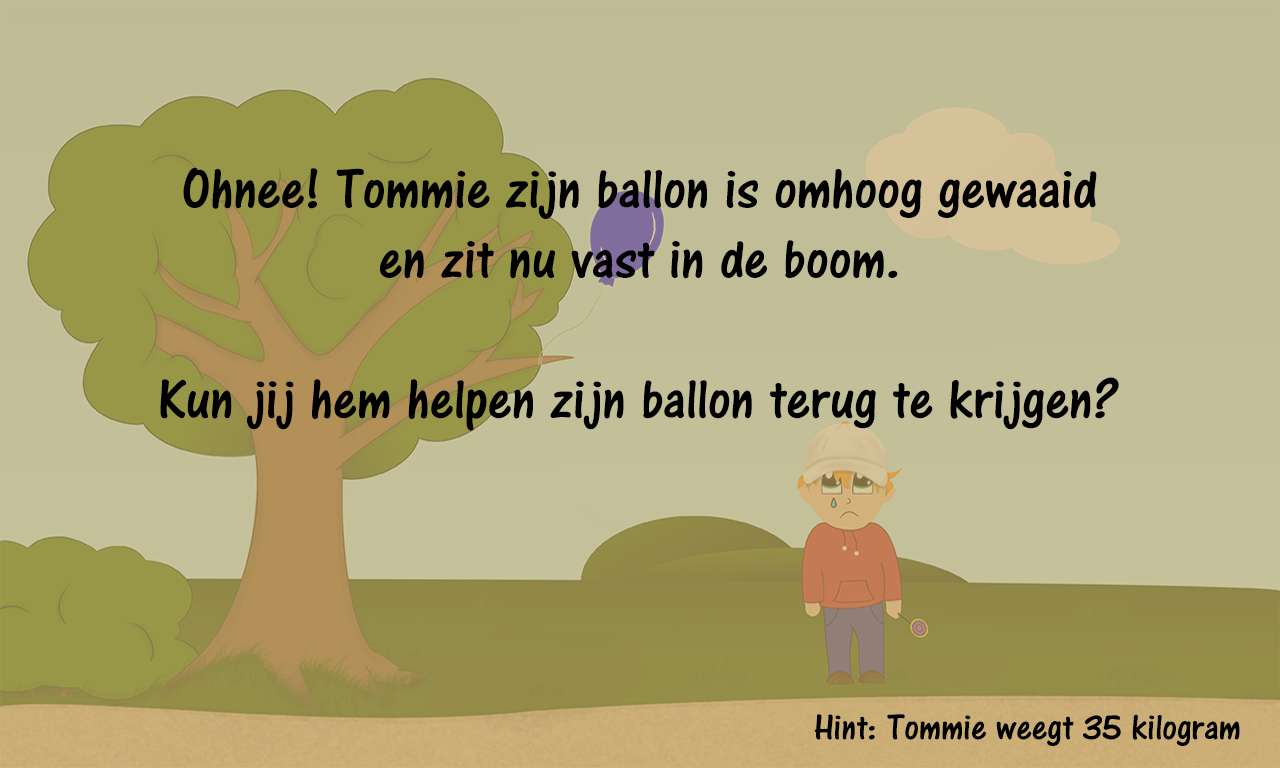 Ohnee! Tommie zijn ballon is omhoog gewaaid
en zit nu vast in de boom.
Kun jij hem helpen zijn ballon terug te krijgen?
Hint: Tommie weegt 35 kilogram